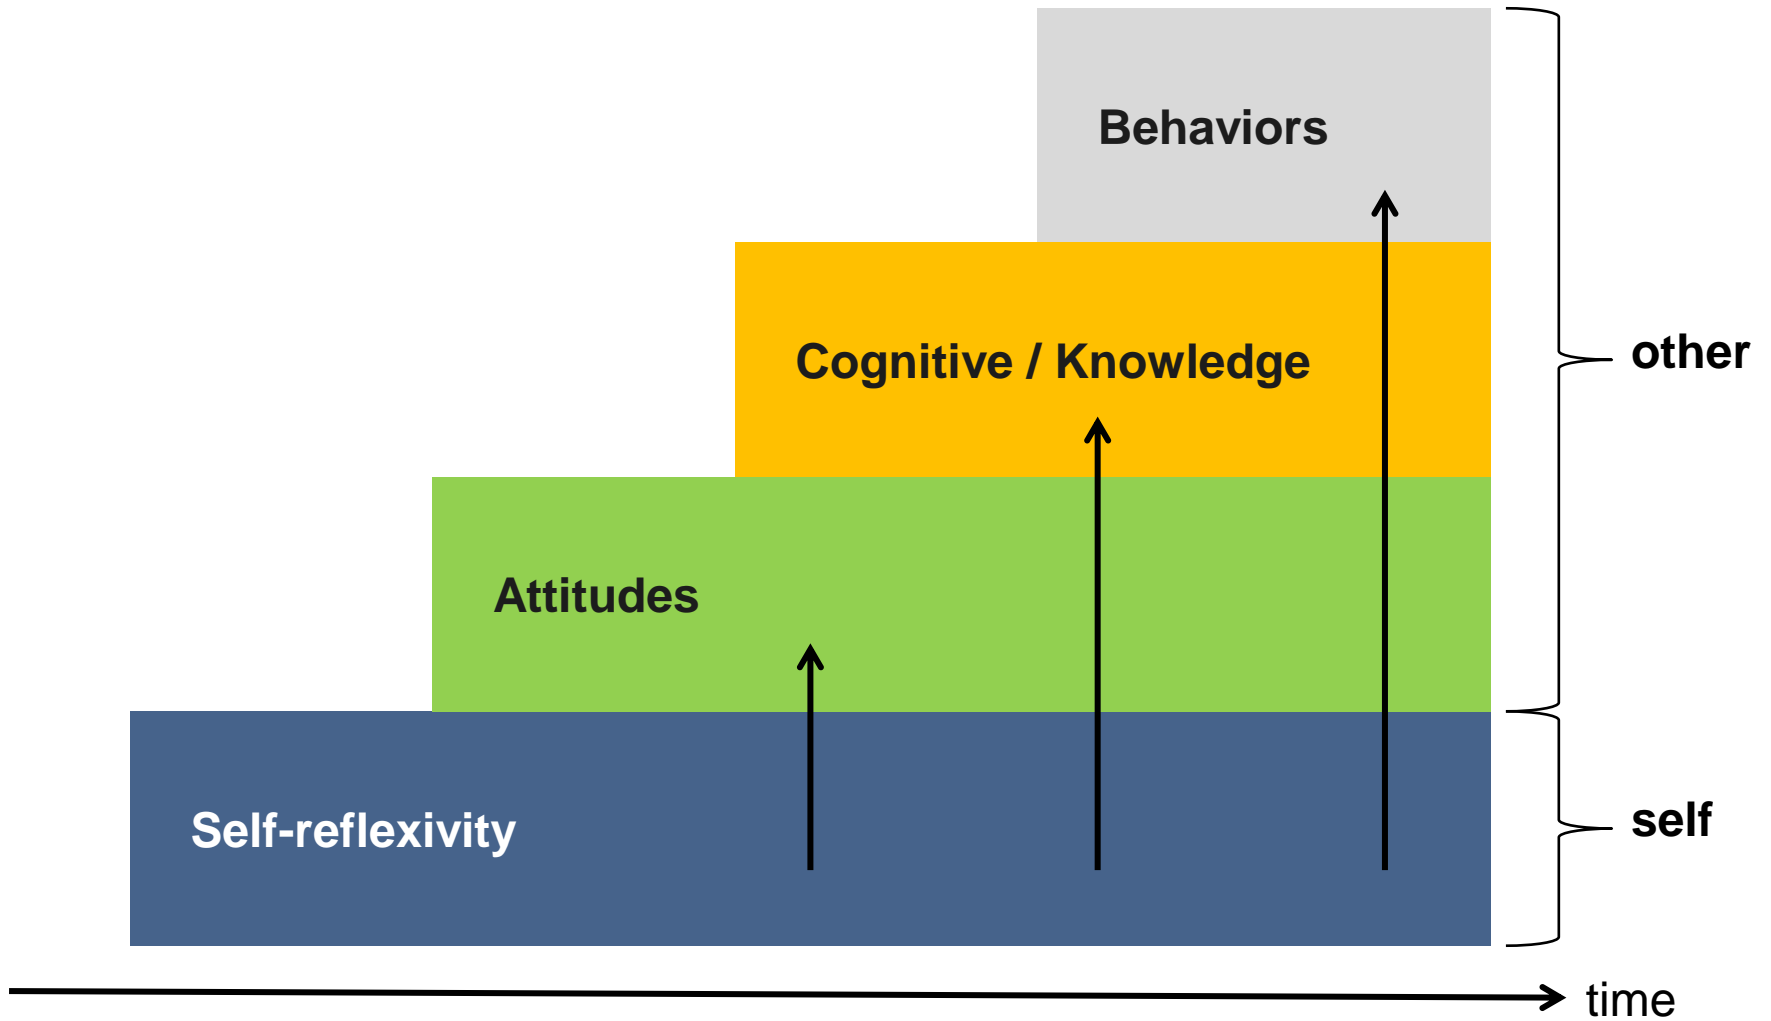 Behaviors
Cognitive / Knowledge
other
Attitudes
Self-reflexivity
self
time